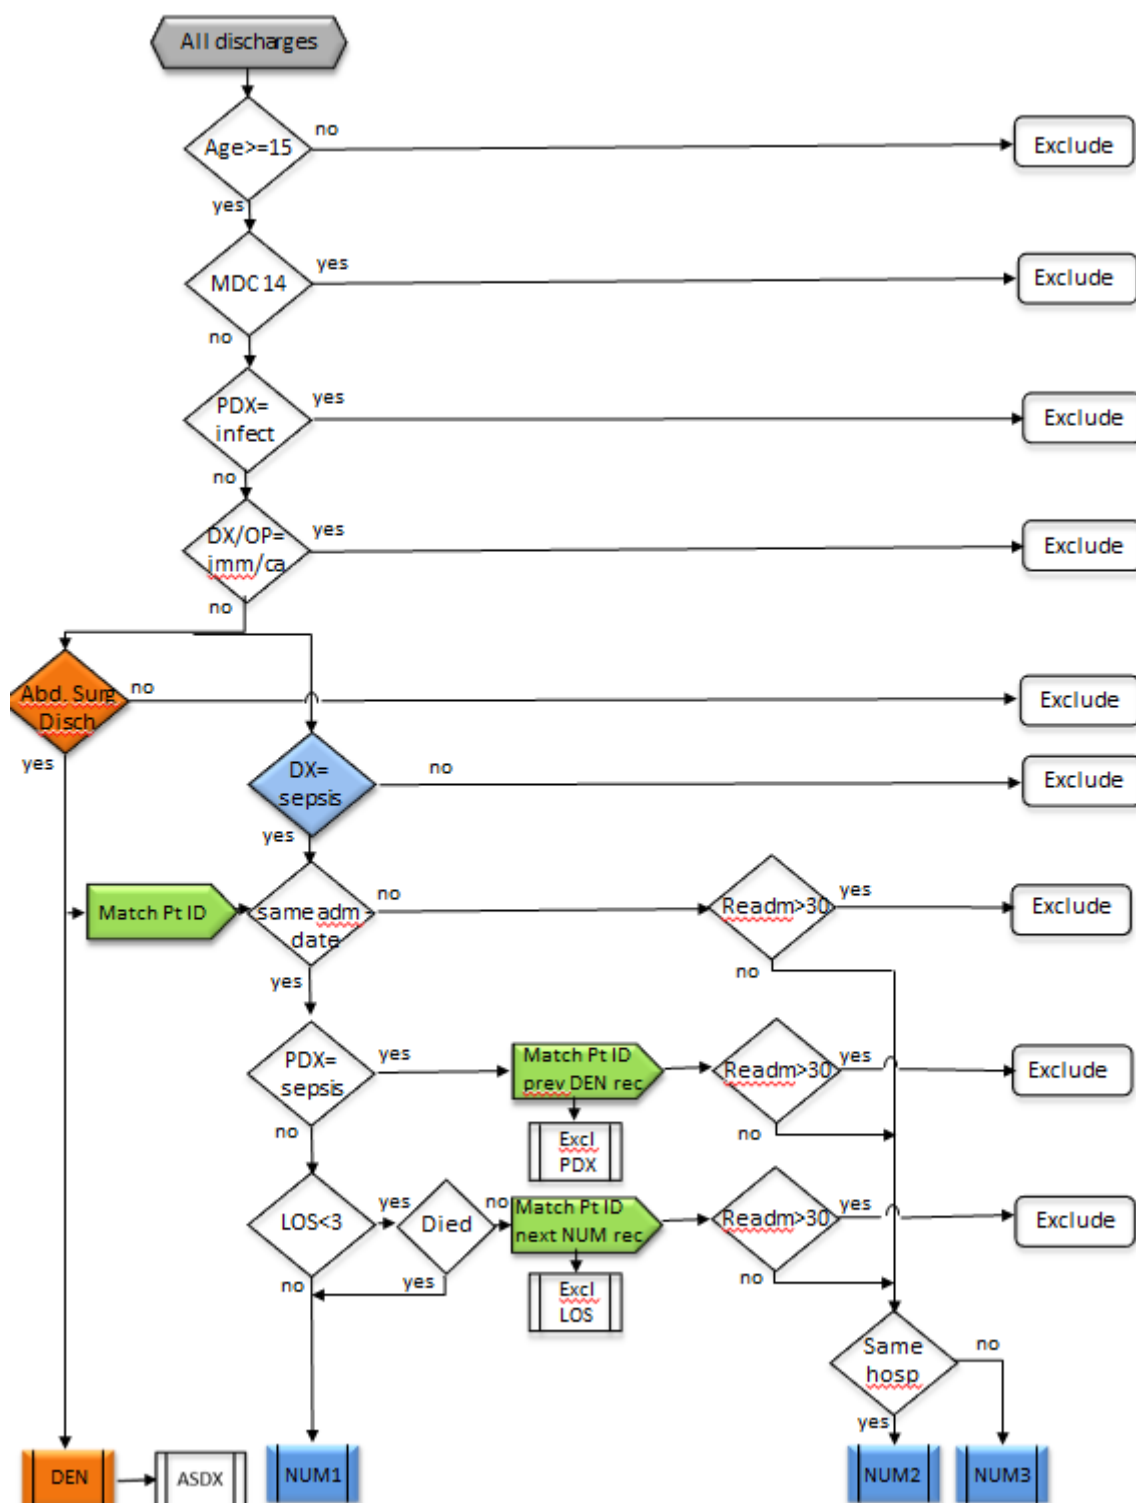 All discharges
Age>=15
no
Exclude
yes
MDC 14
yes
Exclude
no
PDX=
infect
yes
Exclude
no
DX/OP=
imm/ca
yes
Exclude
no
Abd. Surg
Disch
no
Exclude
yes
DX=
sepsis
no
Exclude
yes
Match Pt ID
same adm
date
no
Readm>30
yes
Exclude
no
yes
PDX=
sepsis
yes
Match Pt ID
prev DEN rec
Readm>30
yes
Exclude
no
no
Excl
PDX
LOS<3
yes
Died
no
Match Pt ID
next NUM rec
Readm>30
yes
Exclude
no
yes
no
Excl
LOS
Same
hosp
no
yes
DEN
ASDX
NUM1
NUM2
NUM3